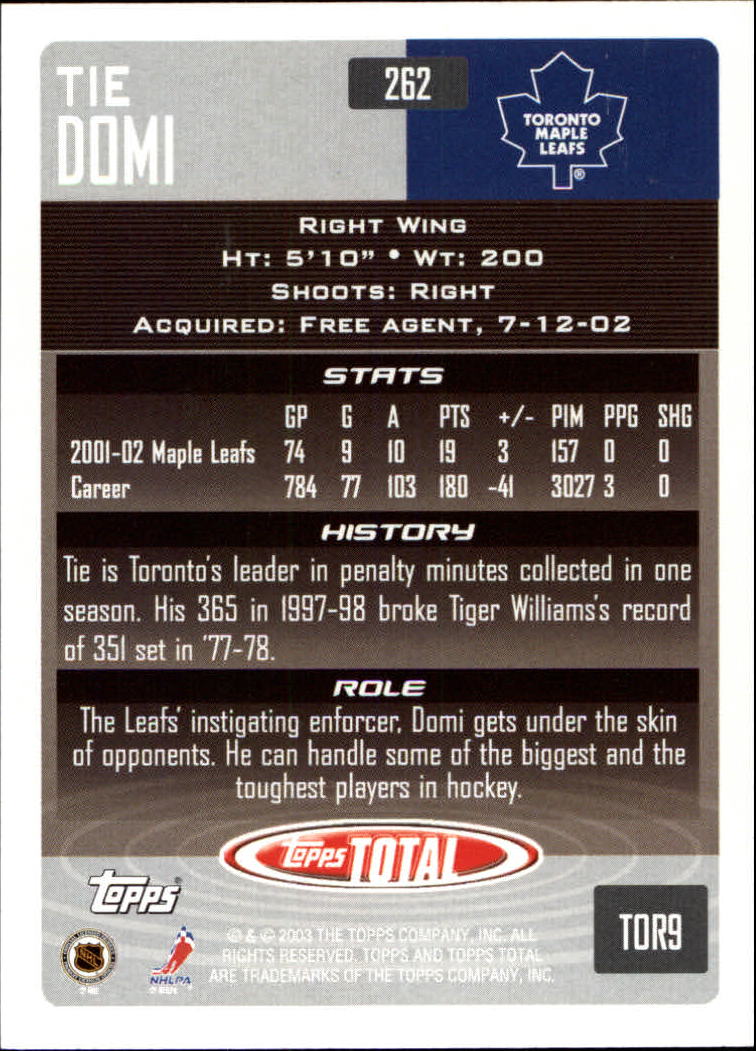 TIE
DOMI
262
TORONTO
MAPLE
LEAFS
®
RIGHT WING
HT: 5'10" • WT: 200
SHOOTS: RIGHT
ACQUIRED: FREE AGENT, 7-12-02
STATS
GP G A PTS +/- PIM PPG SHG
2001-02 Maple Leafs 74 9 10 19 3 157 0 0
Career 784 77 103 180 -41 3027 3 0
HISTORY
Tie is Toronto's leader in penalty minutes collected in one
season. His 365 in 1997-98 broke Tiger Williams's record
of 351 set in '77-78.
ROLE
The Leafs' instigating enforcer, Domi gets under the skin
of opponents. He can handle some of the biggest and the
toughest players in hockey.
topps TOTAL
topps®
TOR9
NHL
NHLPA
© & ℗ 2003 THE TOPPS COMPANY, INC. ALL
RIGHTS RESERVED. TOPPS AND TOPPS TOTAL
ARE TRADEMARKS OF THE TOPPS COMPANY, INC.